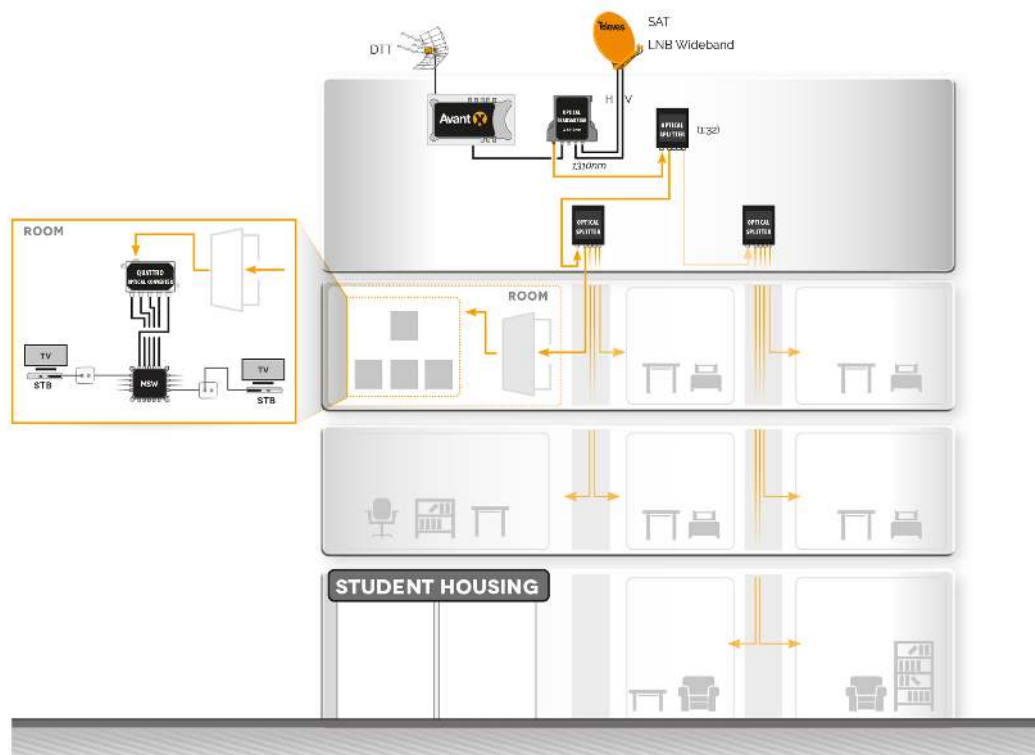 SAT
DTT
Televes
LNB Wideband
H V
Avant X
OPTICAL
TRANSMITTER
OPTICAL
SPLITTER
(1:32)
1310nm
ROOM
OPTICAL
SPLITTER
OPTICAL
SPLITTER
QUATTRO
OPTICAL CONVERTER
ROOM
TV
STB
MSW
TV
STB
STUDENT HOUSING